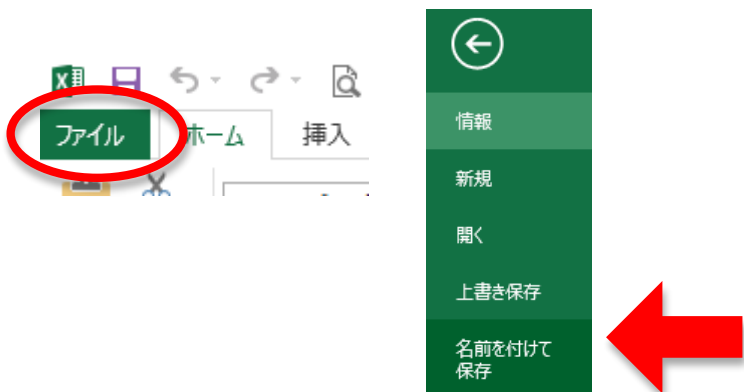 ファイル ホーム 挿入
情報
新規
開く
上書き保存
名前を付けて
保存